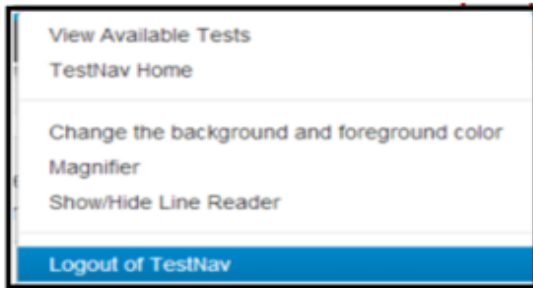 View Available Tests
TestNav Home
Change the background and foreground color
Magnifier
Show/Hide Line Reader
Logout of TestNav